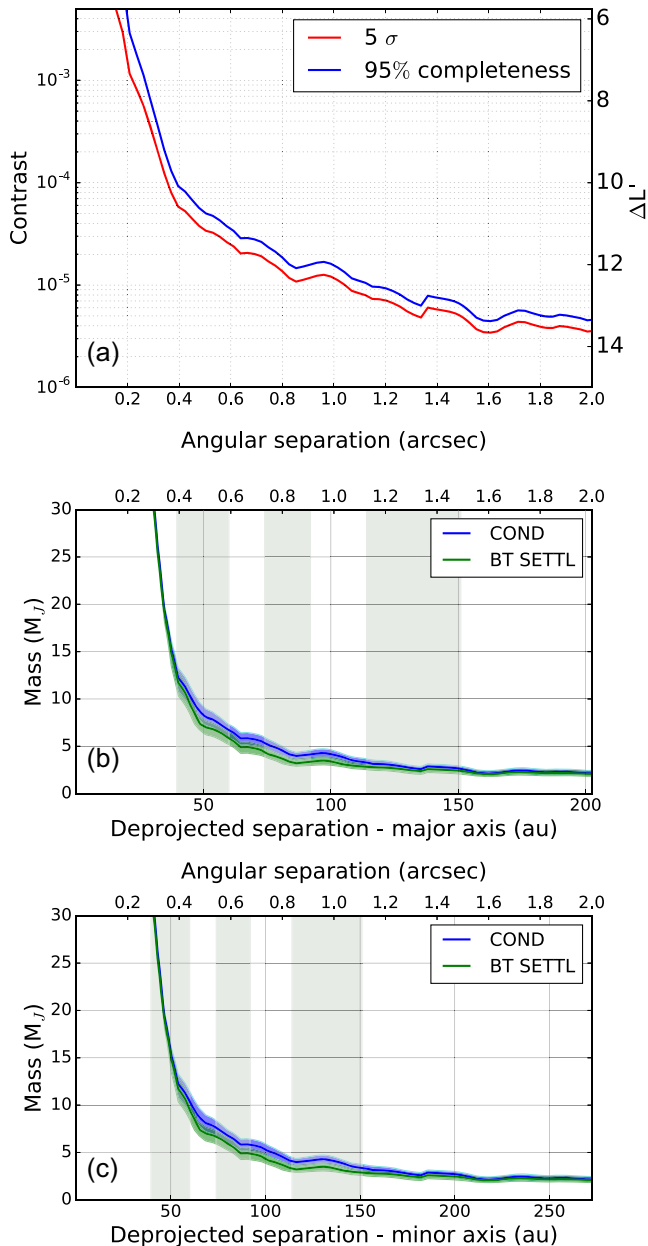 5 σ
95% completeness
10⁻³
10⁻⁴
10⁻⁵
10⁻⁶
Contrast
6
8
10
12
14
ΔL'
(a)
0.2 0.4 0.6 0.8 1.0 1.2 1.4 1.6 1.8 2.0
Angular separation (arcsec)
0.2 0.4 0.6 0.8 1.0 1.2 1.4 1.6 1.8 2.0
30
25
20
15
10
5
0
Mass (M_J)
COND
BT SETTL
(b)
50 100 150 200
Deprojected separation - major axis (au)
Angular separation (arcsec)
0.2 0.4 0.6 0.8 1.0 1.2 1.4 1.6 1.8 2.0
30
25
20
15
10
5
0
Mass (M_J)
COND
BT SETTL
(c)
50 100 150 200 250
Deprojected separation - minor axis (au)